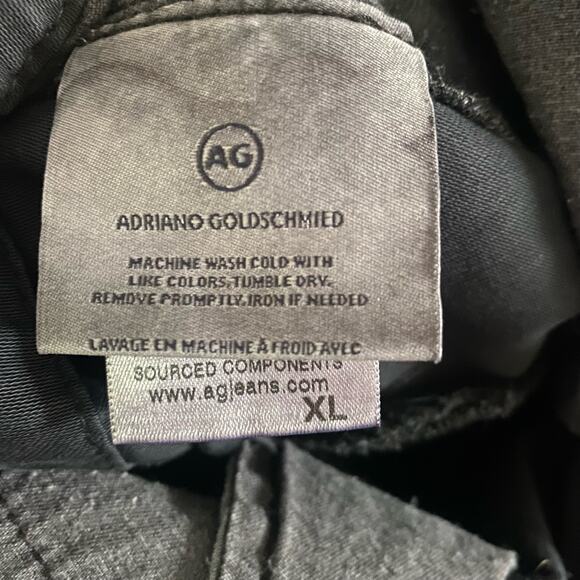 AG
ADRIANO GOLDSCHMIED
MACHINE WASH COLD WITH
LIKE COLORS, TUMBLE DRY.
REMOVE PROMPTLY, IRON IF NEEDED
LAVAGE EN MACHINE À FROID AVEC
SOURCED COMPONENTS
www.agjeans.com
XL